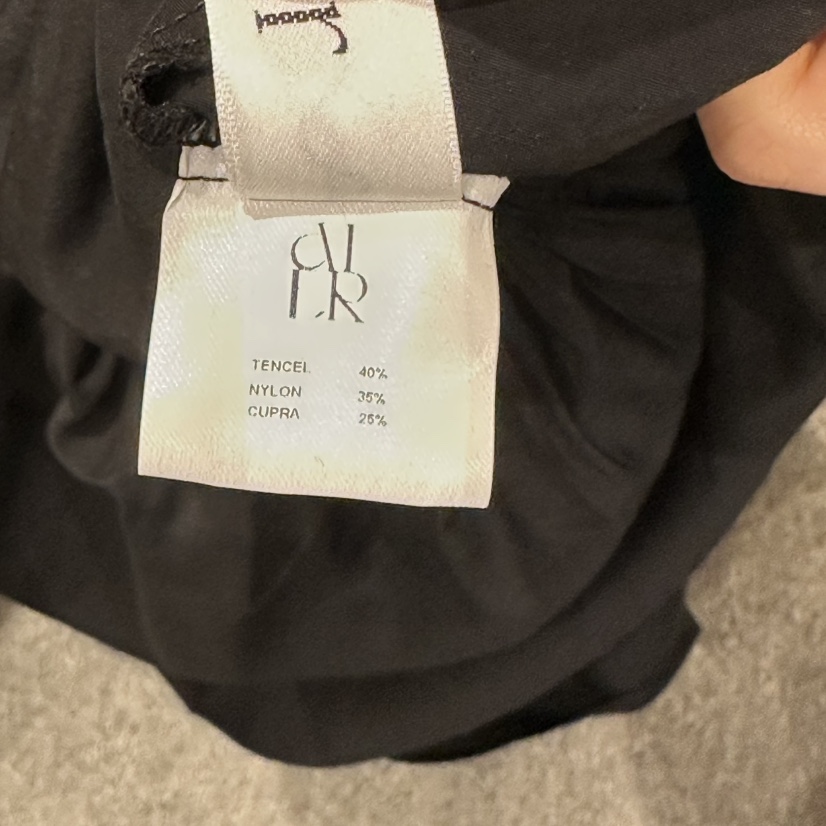 TENCEL 40%
NYLON 35%
CUPRA 25%